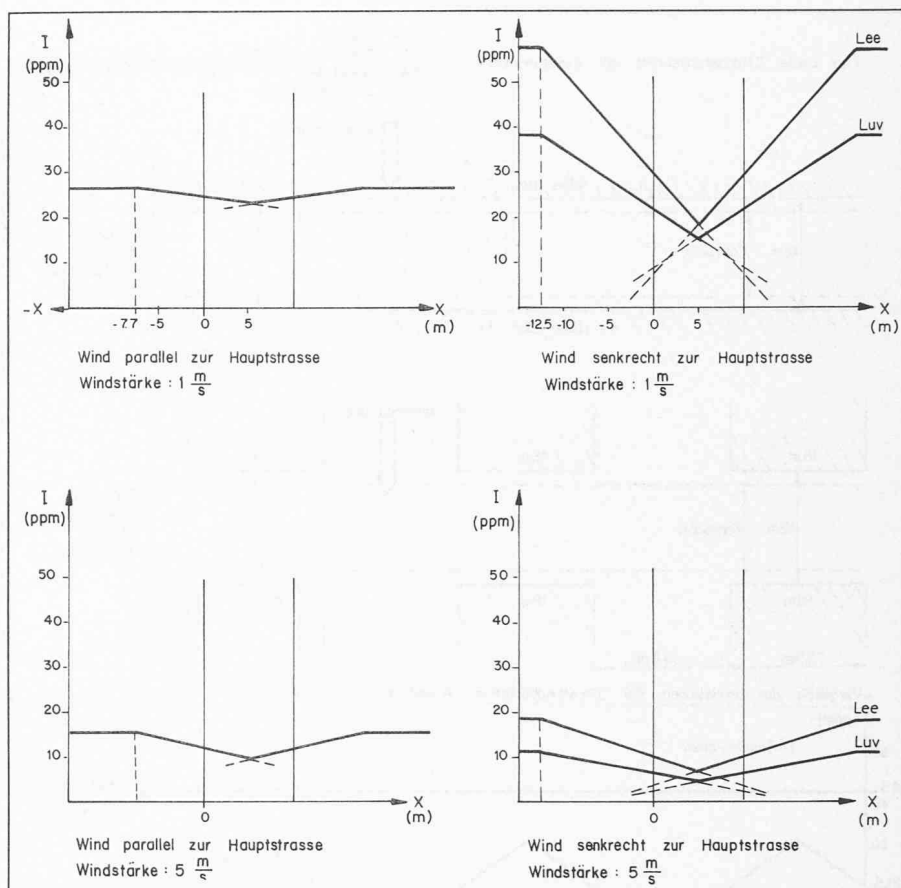 I
(ppm)
50
40
30
20
10
-X
-7.7 -5 0 5
X
(m)
Wind parallel zur Hauptstrasse
Windstärke : 1 m/s
I
(ppm)
50
40
30
20
10
Lee
Luv
-12.5 -10 -5 0 5
X
(m)
Wind senkrecht zur Hauptstrasse
Windstärke : 1 m/s
I
(ppm)
50
40
30
20
10
0
X
(m)
Wind parallel zur Hauptstrasse
Windstärke : 5 m/s
I
(ppm)
50
40
30
20
10
Lee
Luv
0
X
(m)
Wind senkrecht zur Hauptstrasse
Windstärke : 5 m/s